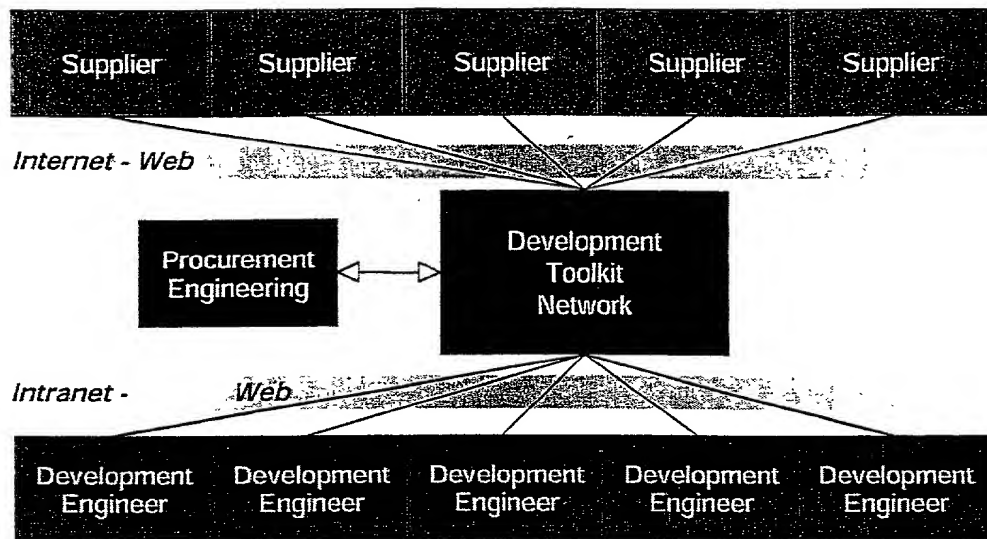 Supplier Supplier Supplier Supplier Supplier
Internet - Web
Procurement
Engineering
Development
Toolkit
Network
Intranet - Web
Development Development Development Development Development
Engineer Engineer Engineer Engineer Engineer